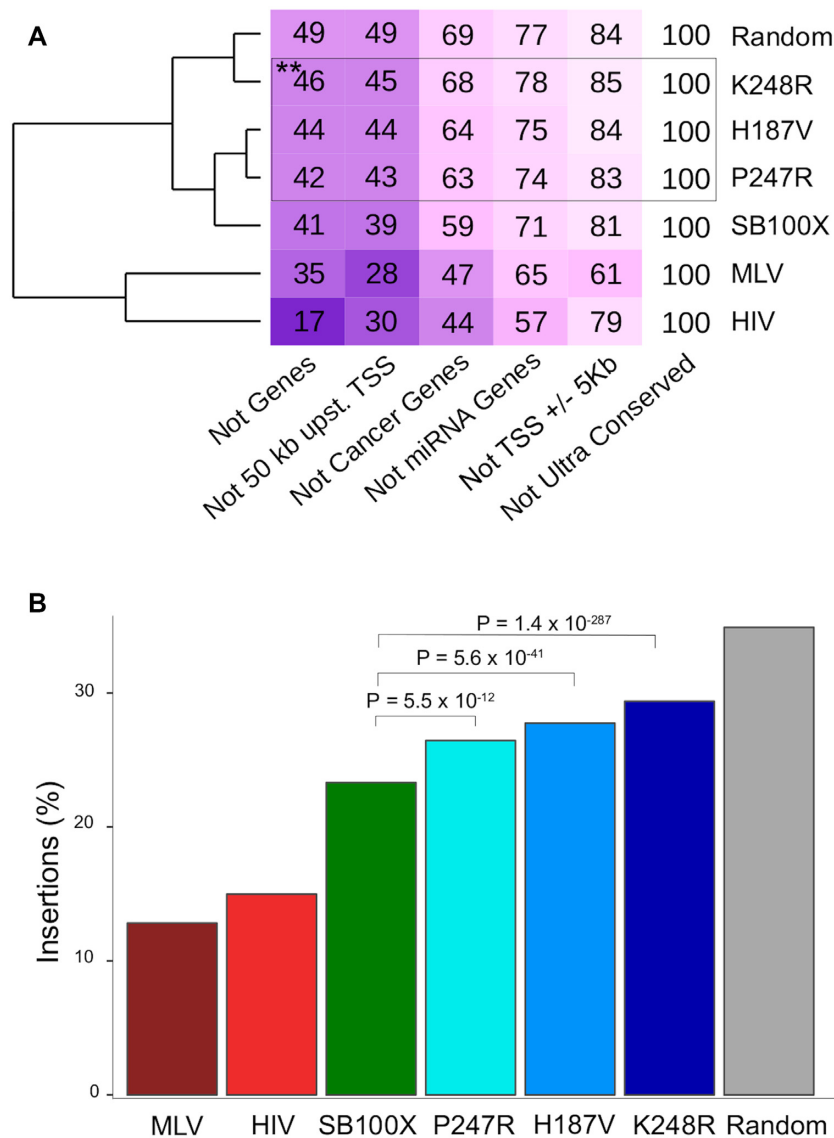 A
49 49 69 77 84 100 Random
**46 45 68 78 85 100 K248R
44 44 64 75 84 100 H187V
42 43 63 74 83 100 P247R
41 39 59 71 81 100 SB100X
35 28 47 65 61 100 MLV
17 30 44 57 79 100 HIV
Not Genes
Not 50 kb upst. TSS
Not Cancer Genes
Not miRNA Genes
Not TSS +/- 5Kb
Not Ultra Conserved
B
P = 1.4 x 10-287
P = 5.6 x 10-41
P = 5.5 x 10-12
Insertions (%)
30
20
10
0
MLV HIV SB100X P247R H187V K248R Random